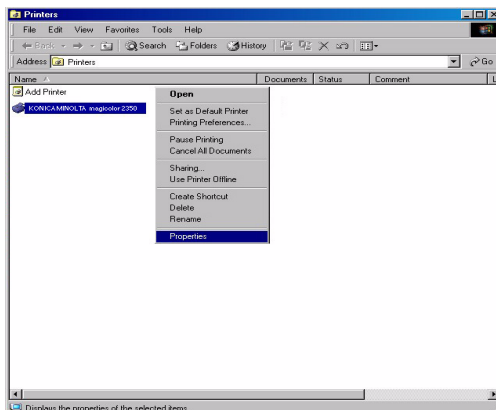 Printers
File Edit View Favorites Tools Help
Back Search Folders History
Address Printers Go
Name Documents Status Comment L
Add Printer
KONICA MINOLTA magicolor 2350
Open
Set as Default Printer
Printing Preferences...
Pause Printing
Cancel All Documents
Sharing...
Use Printer Offline
Create Shortcut
Delete
Rename
Properties
Displays the properties of the selected items